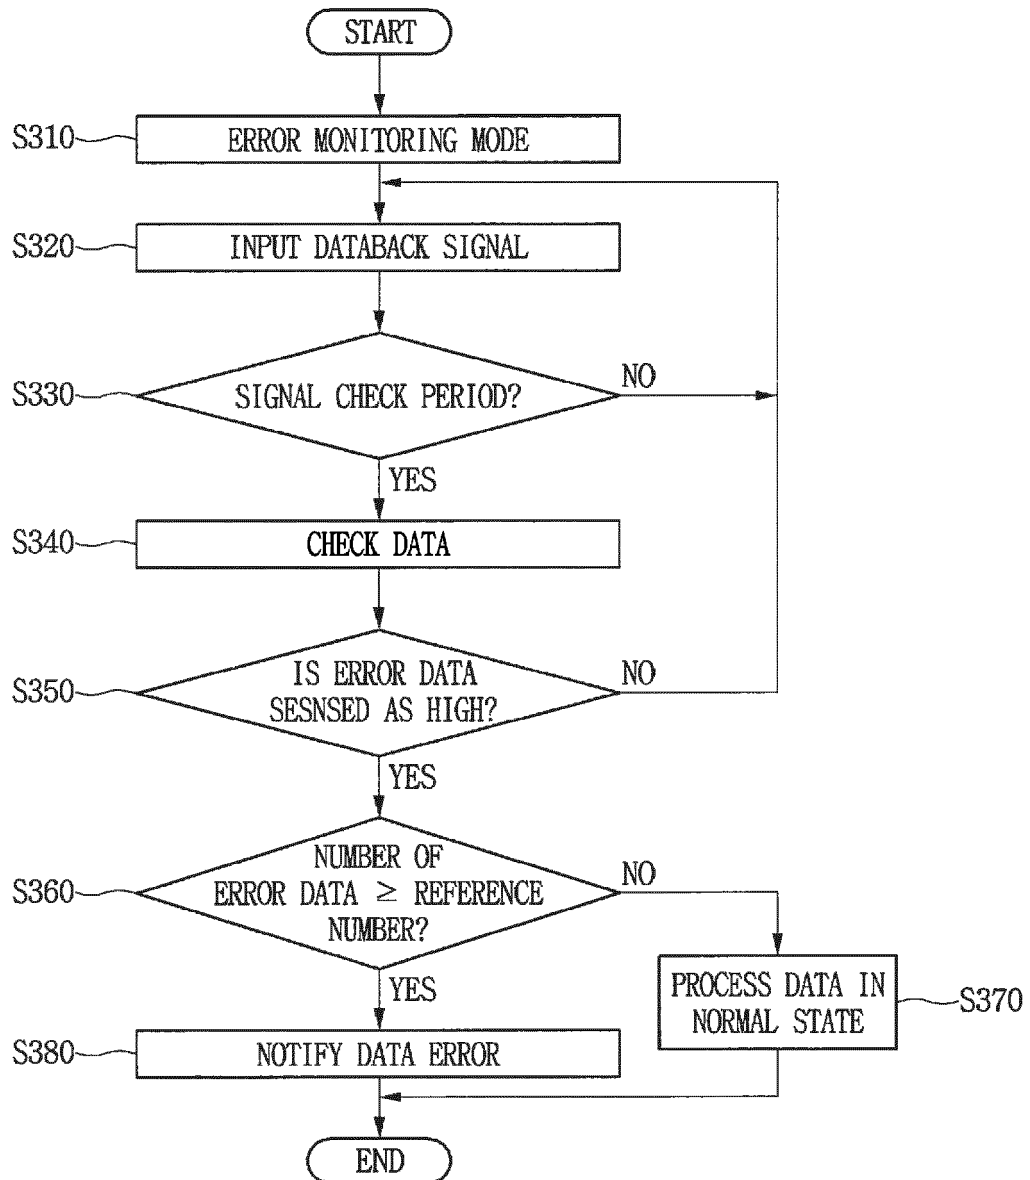 START
S310
ERROR MONITORING MODE
S320
INPUT DATABACK SIGNAL
S330
SIGNAL CHECK PERIOD?
NO
YES
S340
CHECK DATA
S350
IS ERROR DATA
SESNSED AS HIGH?
NO
YES
S360
NUMBER OF
ERROR DATA ≥ REFERENCE
NUMBER?
NO
YES
PROCESS DATA IN
NORMAL STATE
S370
S380
NOTIFY DATA ERROR
END